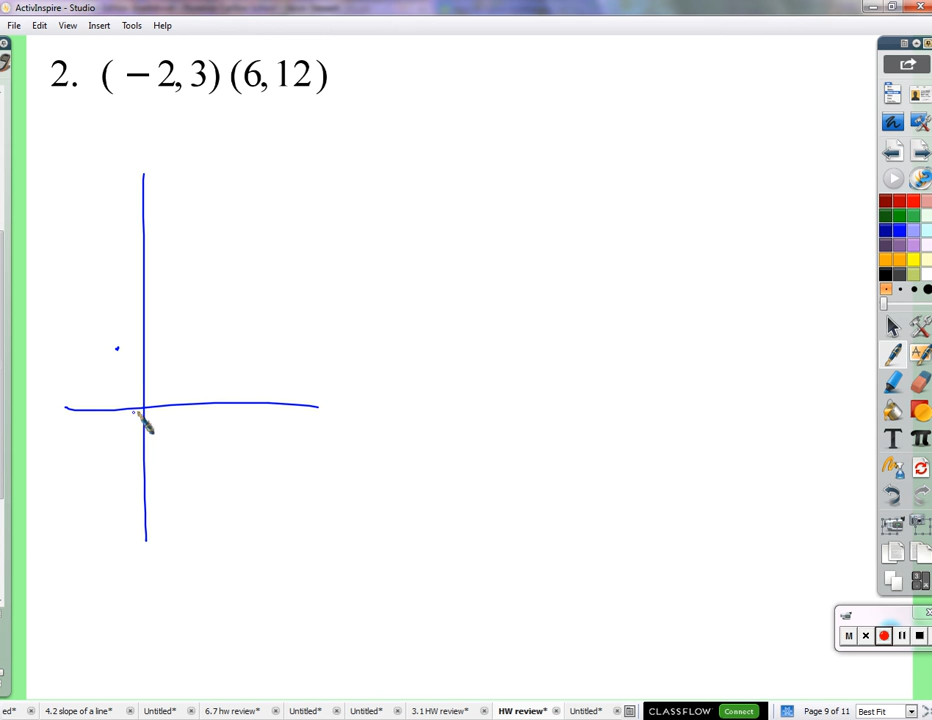 ActivInspire - Studio
File Edit View Insert Tools Help
2. ( − 2, 3) (6, 12)
M
ed* 4.2 slope of a line* Untitled* 6.7 hw review* Untitled* Untitled* 3.1 HW review* HW review* Untitled* CLASSFLOW Connect Page 9 of 11 Best Fit